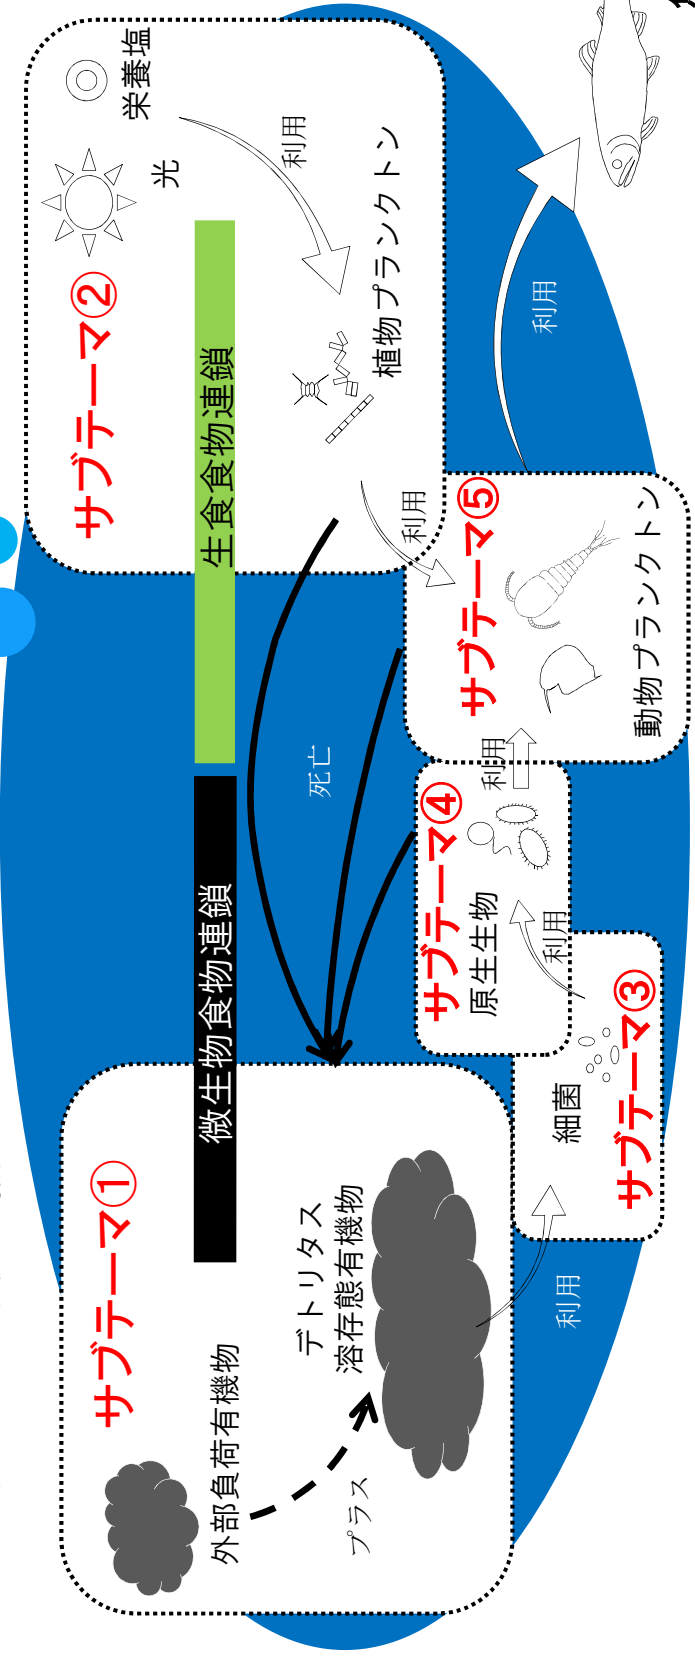 サブテーマ①
外部負荷有機物
プラス
デトリタス
溶存態有機物
微生物食物連鎖
生食食物連鎖
サブテーマ②
光
栄養塩
利用
植物プランクトン
死亡
利用
利用
細菌
サブテーマ③
利用
サブテーマ④
原生生物
利用
サブテーマ⑤
動物プランクトン
利用